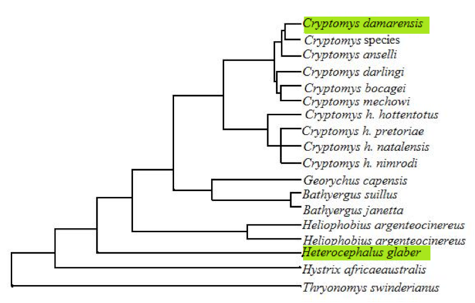 Cryptomys damarensis
Cryptomys species
Cryptomys anselli
Cryptomys darlingi
Cryptomys bocagei
Cryptomys mechowi
Cryptomys h. hottentotus
Cryptomys h. pretoriae
Cryptomys h. natalensis
Cryptomys h. nimrodi
Georychus capensis
Bathyergus suillus
Bathyergus janetta
Heliophobius argenteocinereus
Heliophobius argenteocinereus
Heterocephalus glaber
Hystrix africaeaustralis
Thryonomys swinderianus